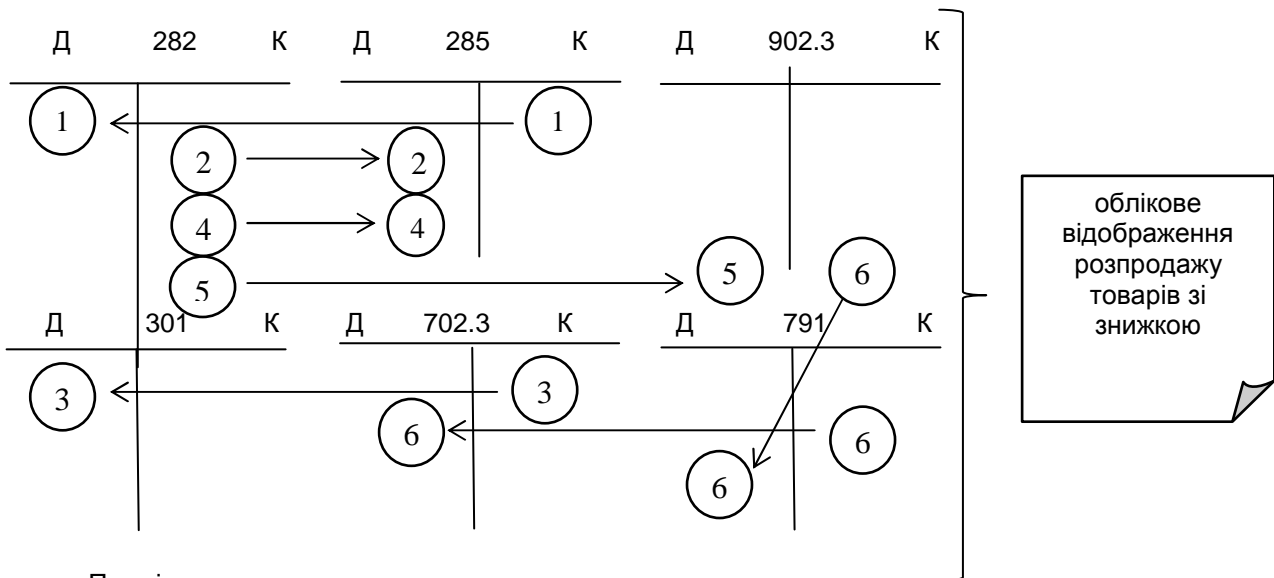 Д 282 К Д 285 К Д 902.3 К
1 1
2 2
4 4
5 5 6
Д 301 К Д 702.3 К Д 791 К
3 3
6 6
6
облікове
відображення
розпродажу
товарів зі
знижкою